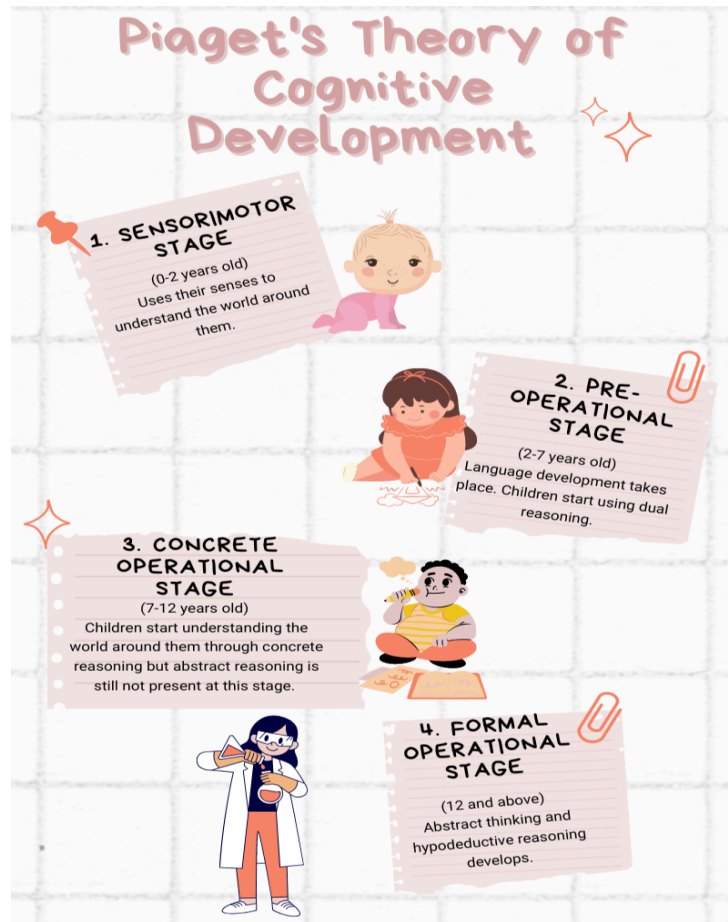 Piaget's Theory of
Cognitive
Development
1. SENSORIMOTOR
STAGE
(0-2 years old)
Uses their senses to
understand the world around
them.
2. PRE-
OPERATIONAL
STAGE
(2-7 years old)
Language development takes
place. Children start using dual
reasoning.
3. CONCRETE
OPERATIONAL
STAGE
(7-12 years old)
Children start understanding the
world around them through concrete
reasoning but abstract reasoning is
still not present at this stage.
4. FORMAL
OPERATIONAL
STAGE
(12 and above)
Abstract thinking and
hypodeductive reasoning
develops.